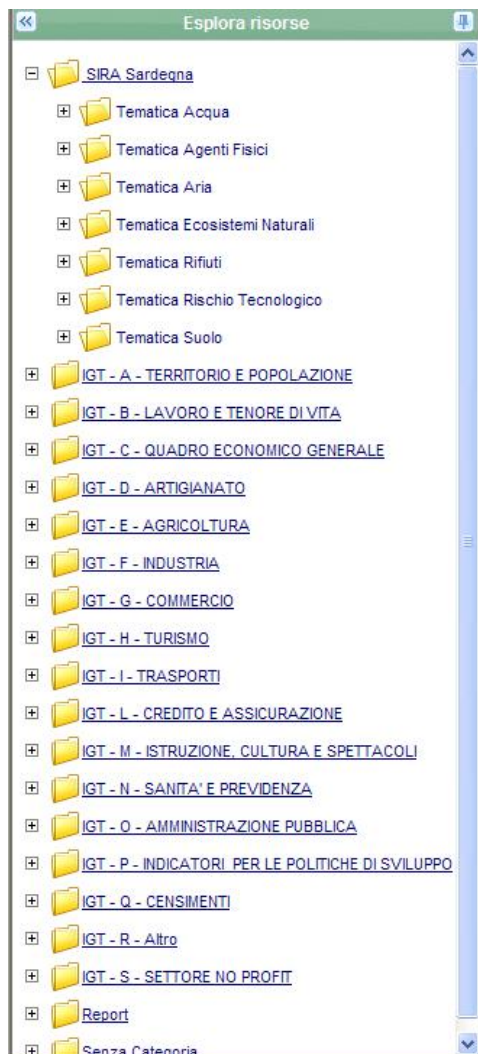 Esplora risorse
SIRA Sardegna
Tematica Acqua
Tematica Agenti Fisici
Tematica Aria
Tematica Ecosistemi Naturali
Tematica Rifiuti
Tematica Rischio Tecnologico
Tematica Suolo
IGT - A - TERRITORIO E POPOLAZIONE
IGT - B - LAVORO E TENORE DI VITA
IGT - C - QUADRO ECONOMICO GENERALE
IGT - D - ARTIGIANATO
IGT - E - AGRICOLTURA
IGT - F - INDUSTRIA
IGT - G - COMMERCIO
IGT - H - TURISMO
IGT - I - TRASPORTI
IGT - L - CREDITO E ASSICURAZIONE
IGT - M - ISTRUZIONE, CULTURA E SPETTACOLI
IGT - N - SANITA' E PREVIDENZA
IGT - O - AMMINISTRAZIONE PUBBLICA
IGT - P - INDICATORI PER LE POLITICHE DI SVILUPPO
IGT - Q - CENSIMENTI
IGT - R - Altro
IGT - S - SETTORE NO PROFIT
Report
Senza Categoria